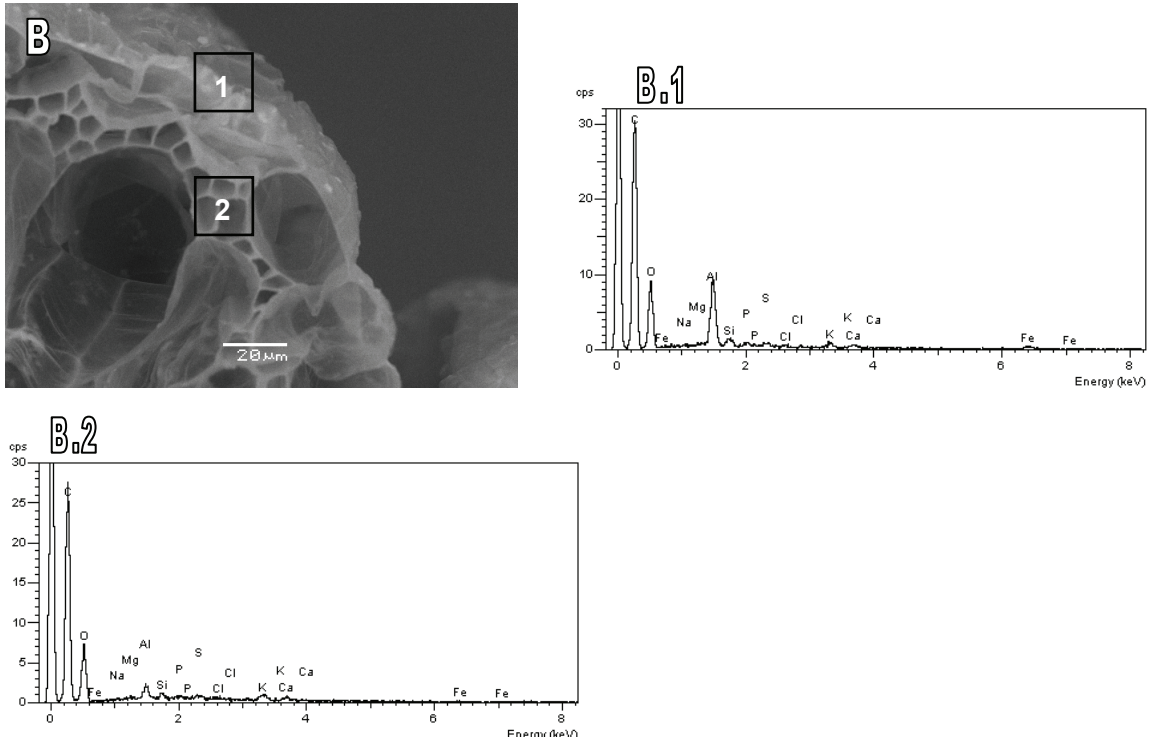 B
1
2
20μm
B.1
cps
30
20
10
0
C
O
Fe
Na
Mg
Al
Si
P
P
S
Cl
Cl
K
K
Ca
Ca
Fe
Fe
0 2 4 6 8
Energy (keV)
B.2
cps
30
25
20
15
10
5
0
C
O
Fe
Na
Mg
Al
Si
P
P
S
Cl
Cl
K
K
Ca
Ca
Fe
Fe
0 2 4 6 8
Energy (keV)